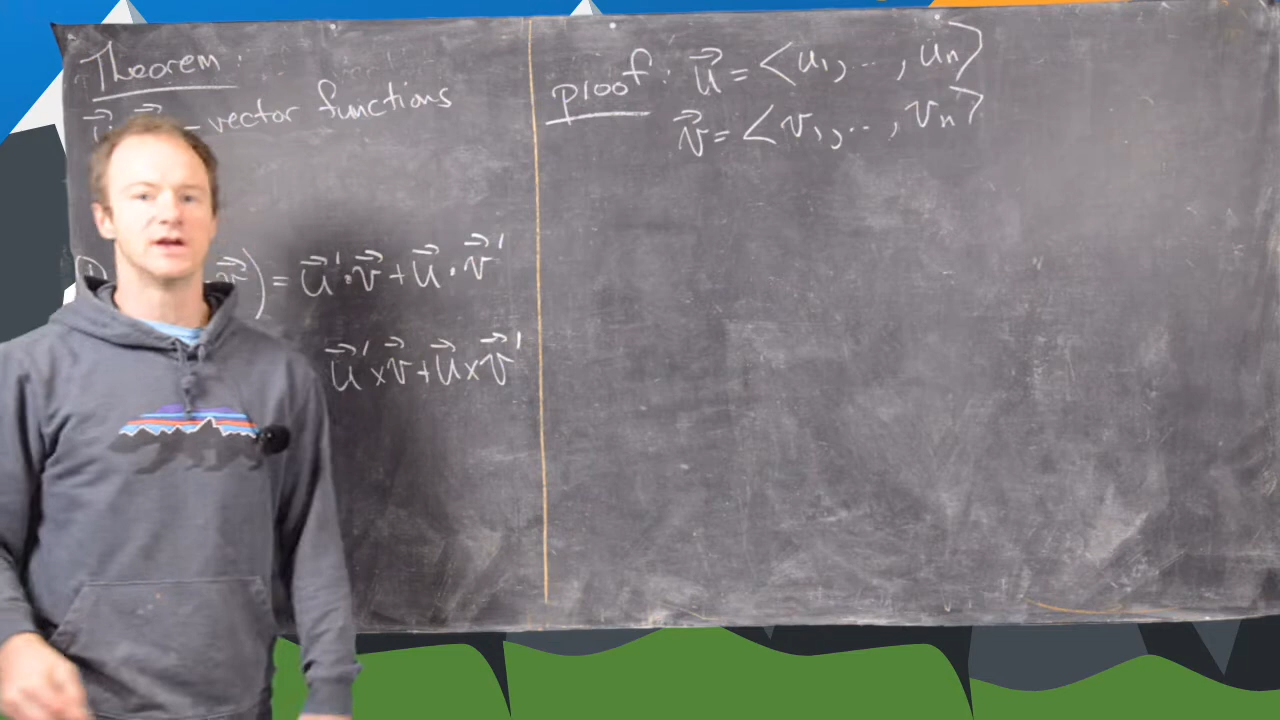 Theorem:
- vector functions
) = u⃗'·v⃗ + u⃗·v⃗'
u⃗'×v⃗ + u⃗×v⃗'
proof: u⃗ = <u₁, ..., uₙ>
v⃗ = <v₁, ..., vₙ>